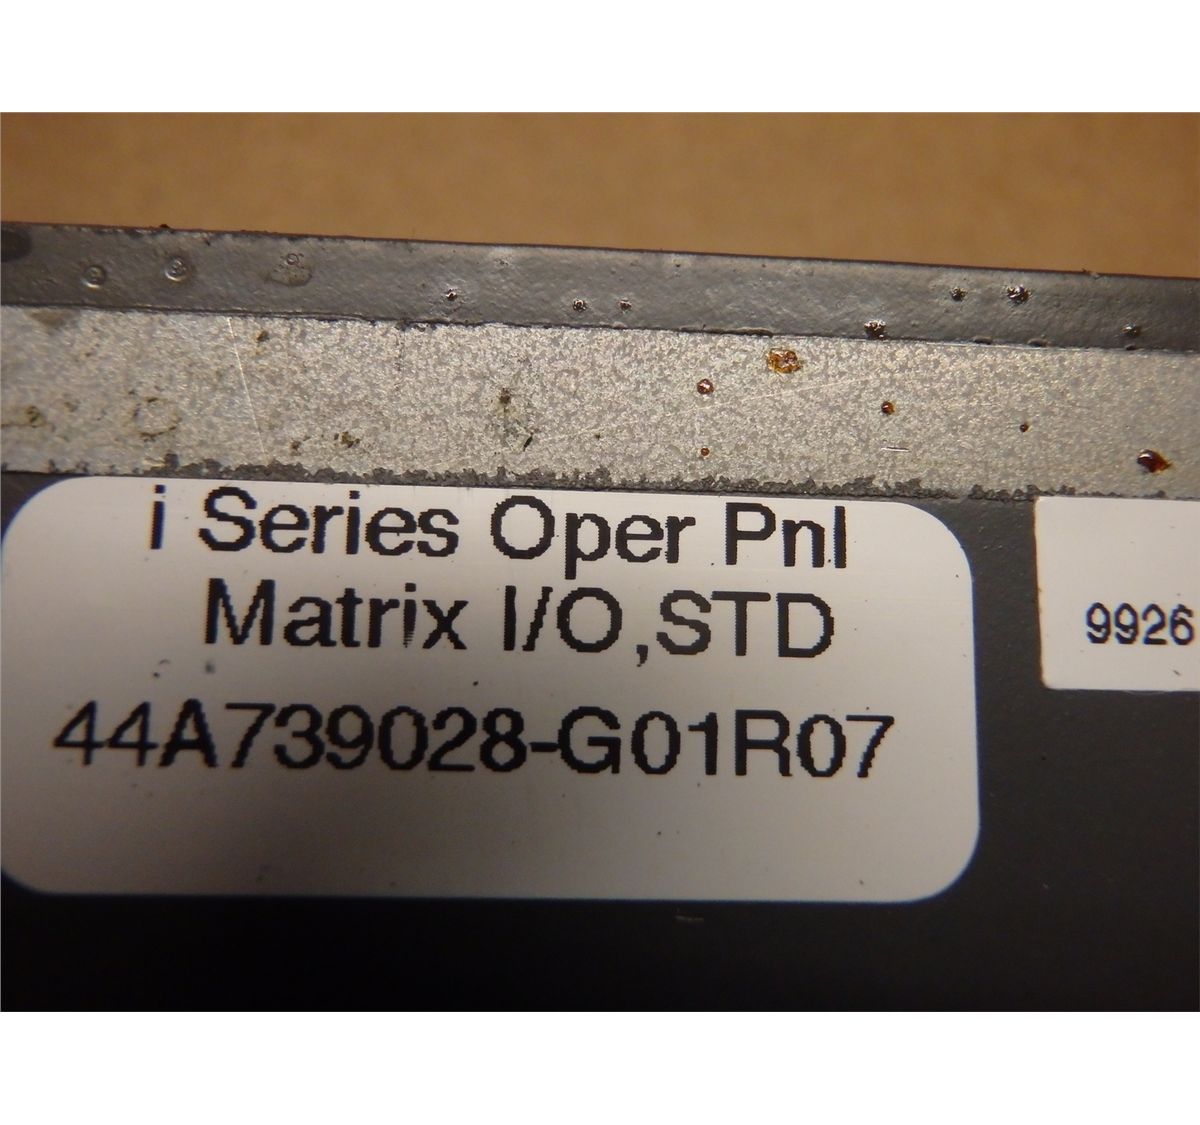 i Series Oper Pnl
Matrix I/O,STD
44A739028-G01R07
9926